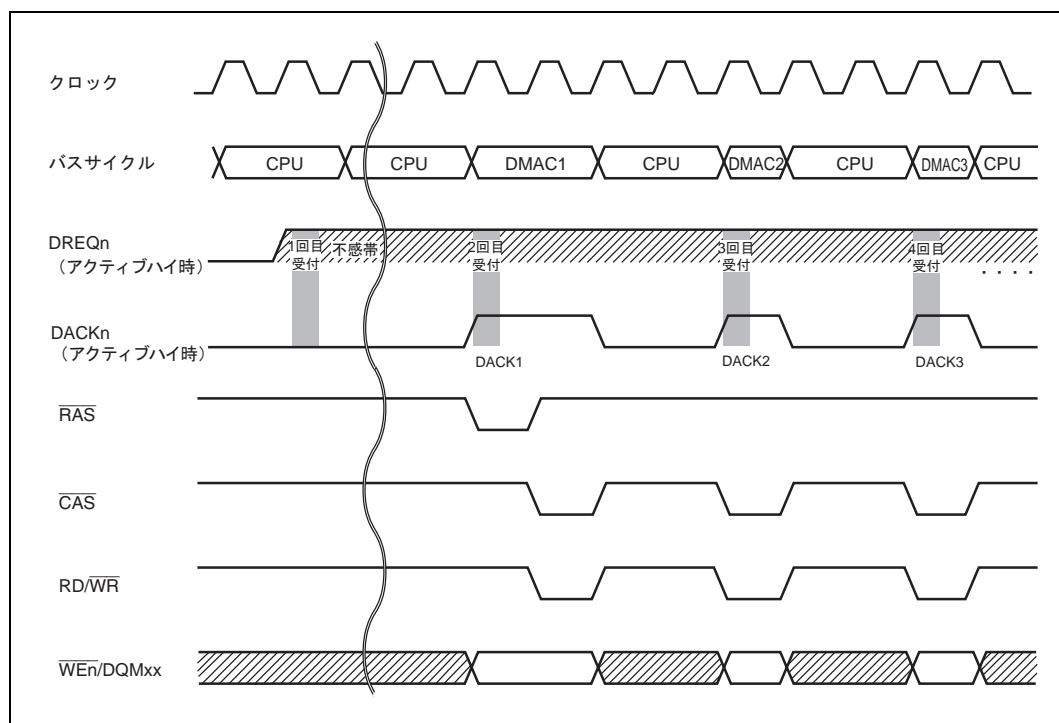 クロック
バスサイクル CPU CPU DMAC1 CPU DMAC2 CPU DMAC3 CPU
DREQn
（アクティブハイ時）
1回目
受付
不感帯
2回目
受付
3回目
受付
4回目
受付
· · · ·
DACKn
（アクティブハイ時）
DACK1 DACK2 DACK3
RAS
CAS
RD/WR
WEn/DQMxx